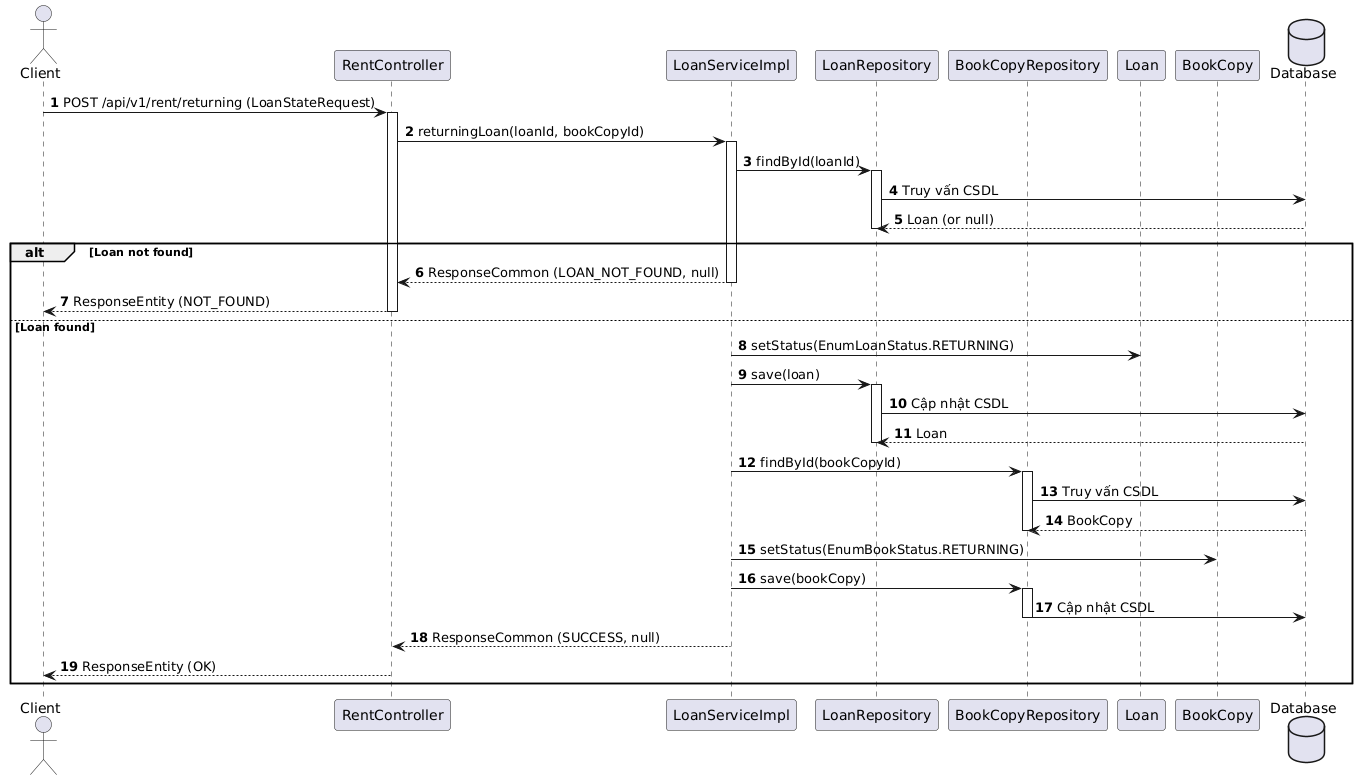 Client
RentController
LoanServiceImpl
LoanRepository
BookCopyRepository
Loan
BookCopy
Database
1 POST /api/v1/rent/returning (LoanStateRequest)
2 returningLoan(loanId, bookCopyId)
3 findById(loanId)
4 Truy vấn CSDL
5 Loan (or null)
alt [Loan not found]
6 ResponseCommon (LOAN_NOT_FOUND, null)
7 ResponseEntity (NOT_FOUND)
[Loan found]
8 setStatus(EnumLoanStatus.RETURNING)
9 save(loan)
10 Cập nhật CSDL
11 Loan
12 findById(bookCopyId)
13 Truy vấn CSDL
14 BookCopy
15 setStatus(EnumBookStatus.RETURNING)
16 save(bookCopy)
17 Cập nhật CSDL
18 ResponseCommon (SUCCESS, null)
19 ResponseEntity (OK)
Client
RentController
LoanServiceImpl
LoanRepository
BookCopyRepository
Loan
BookCopy
Database